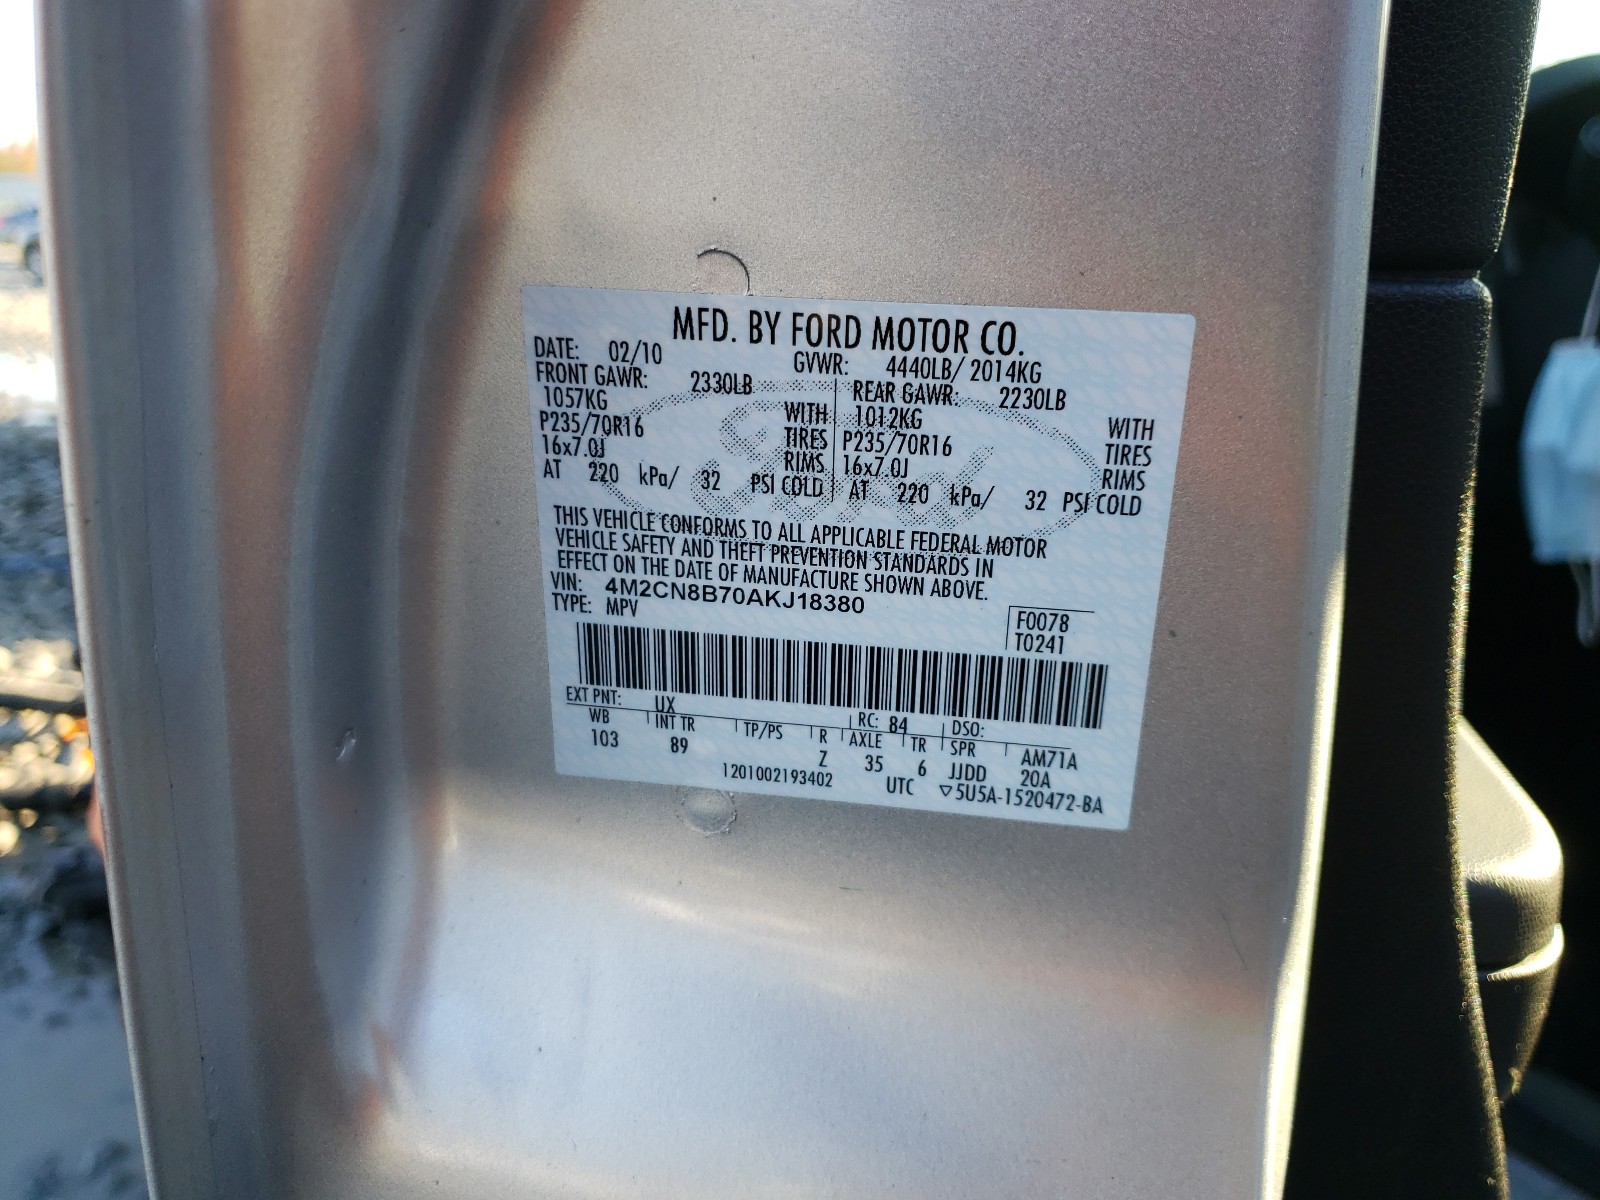 MFD. BY FORD MOTOR CO.
DATE: 02/10 GVWR: 4440LB/ 2014KG
FRONT GAWR: 2330LB REAR GAWR: 2230LB
1057KG WITH 1012KG WITH
P235/70R16 TIRES P235/70R16 TIRES
16x7.0J RIMS 16x7.0J RIMS
AT 220 kPa/ 32 PSI COLD AT 220 kPa/ 32 PSI COLD
Ford
THIS VEHICLE CONFORMS TO ALL APPLICABLE FEDERAL MOTOR
VEHICLE SAFETY AND THEFT PREVENTION STANDARDS IN
EFFECT ON THE DATE OF MANUFACTURE SHOWN ABOVE.
VIN: 4M2CN8B70AKJ18380
TYPE: MPV
F0078
T0241
EXT PNT: UX RC: 84 DSO:
WB INT TR TP/PS R AXLE TR SPR AM71A
103 89 Z 35 6 JJDD 20A
1201002193402 UTC ▽5U5A-1520472-BA